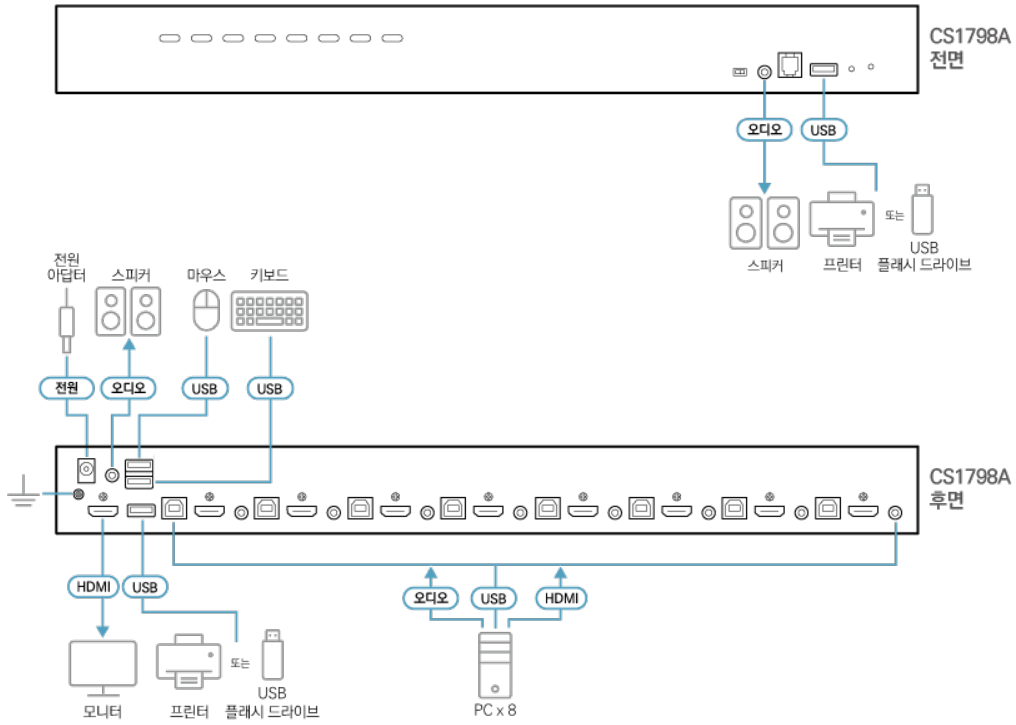 CS1798A
전면
오디오
USB
스피커
프린터
또는
USB
플래시 드라이브
전원
아답터
스피커
마우스
키보드
전원
오디오
USB
USB
CS1798A
후면
HDMI
USB
오디오
USB
HDMI
모니터
프린터
또는
USB
플래시 드라이브
PC x 8